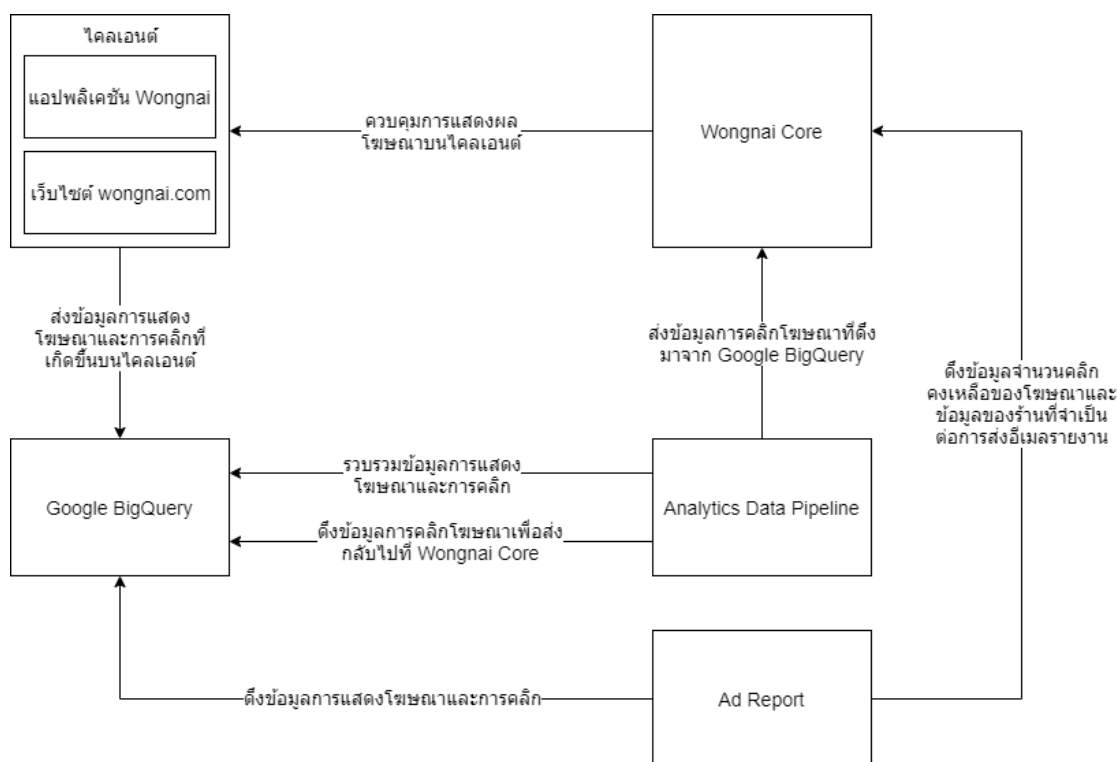 ไคลเอนต์
แอปพลิเคชัน Wongnai
เว็บไซต์ wongnai.com
ควบคุมการแสดงผล
โฆษณาบนไคลเอนต์
Wongnai Core
ส่งข้อมูลการแสดง
โฆษณาและการคลิกที่
เกิดขึ้นบนไคลเอนต์
ส่งข้อมูลการคลิกโฆษณาที่ดึง
มาจาก Google BigQuery
ดึงข้อมูลจำนวนคลิก
คงเหลือของโฆษณาและ
ข้อมูลของร้านที่จำเป็น
ต่อการส่งอีเมลรายงาน
Google BigQuery
รวบรวมข้อมูลการแสดง
โฆษณาและการคลิก
ดึงข้อมูลการคลิกโฆษณาเพื่อส่ง
กลับไปที่ Wongnai Core
Analytics Data Pipeline
ดึงข้อมูลการแสดงโฆษณาและการคลิก
Ad Report